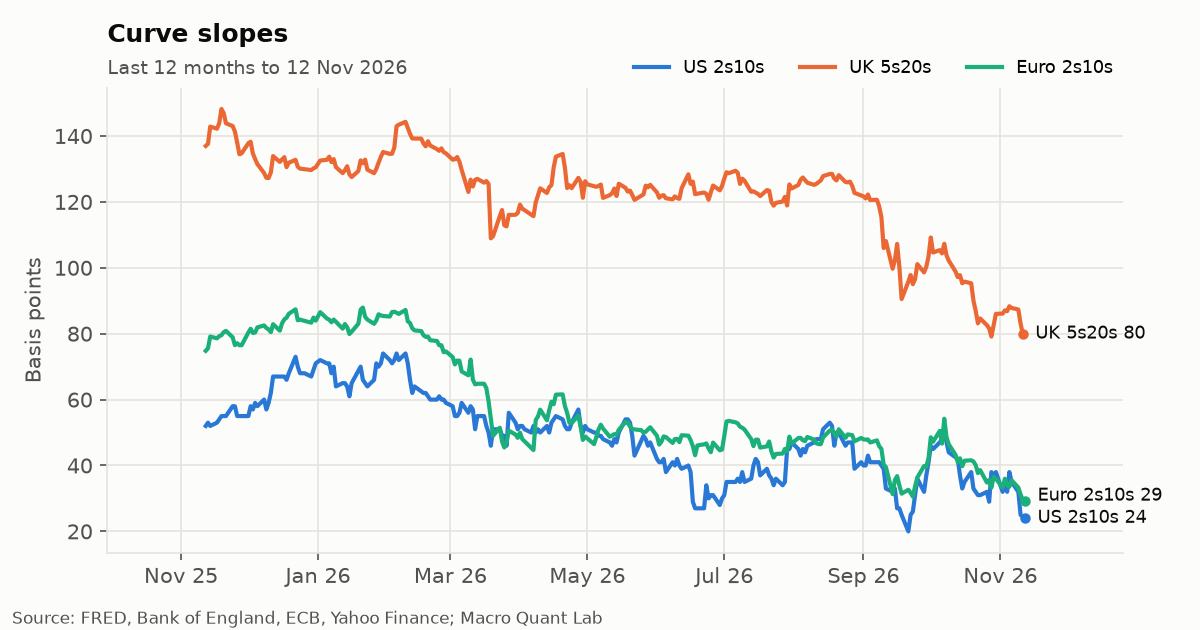 Curve slopes
Last 12 months to 12 Nov 2026
US 2s10s
UK 5s20s
Euro 2s10s
Basis points
140
120
100
80
60
40
20
UK 5s20s 80
Euro 2s10s 29
US 2s10s 24
Nov 25
Jan 26
Mar 26
May 26
Jul 26
Sep 26
Nov 26
Source: FRED, Bank of England, ECB, Yahoo Finance; Macro Quant Lab